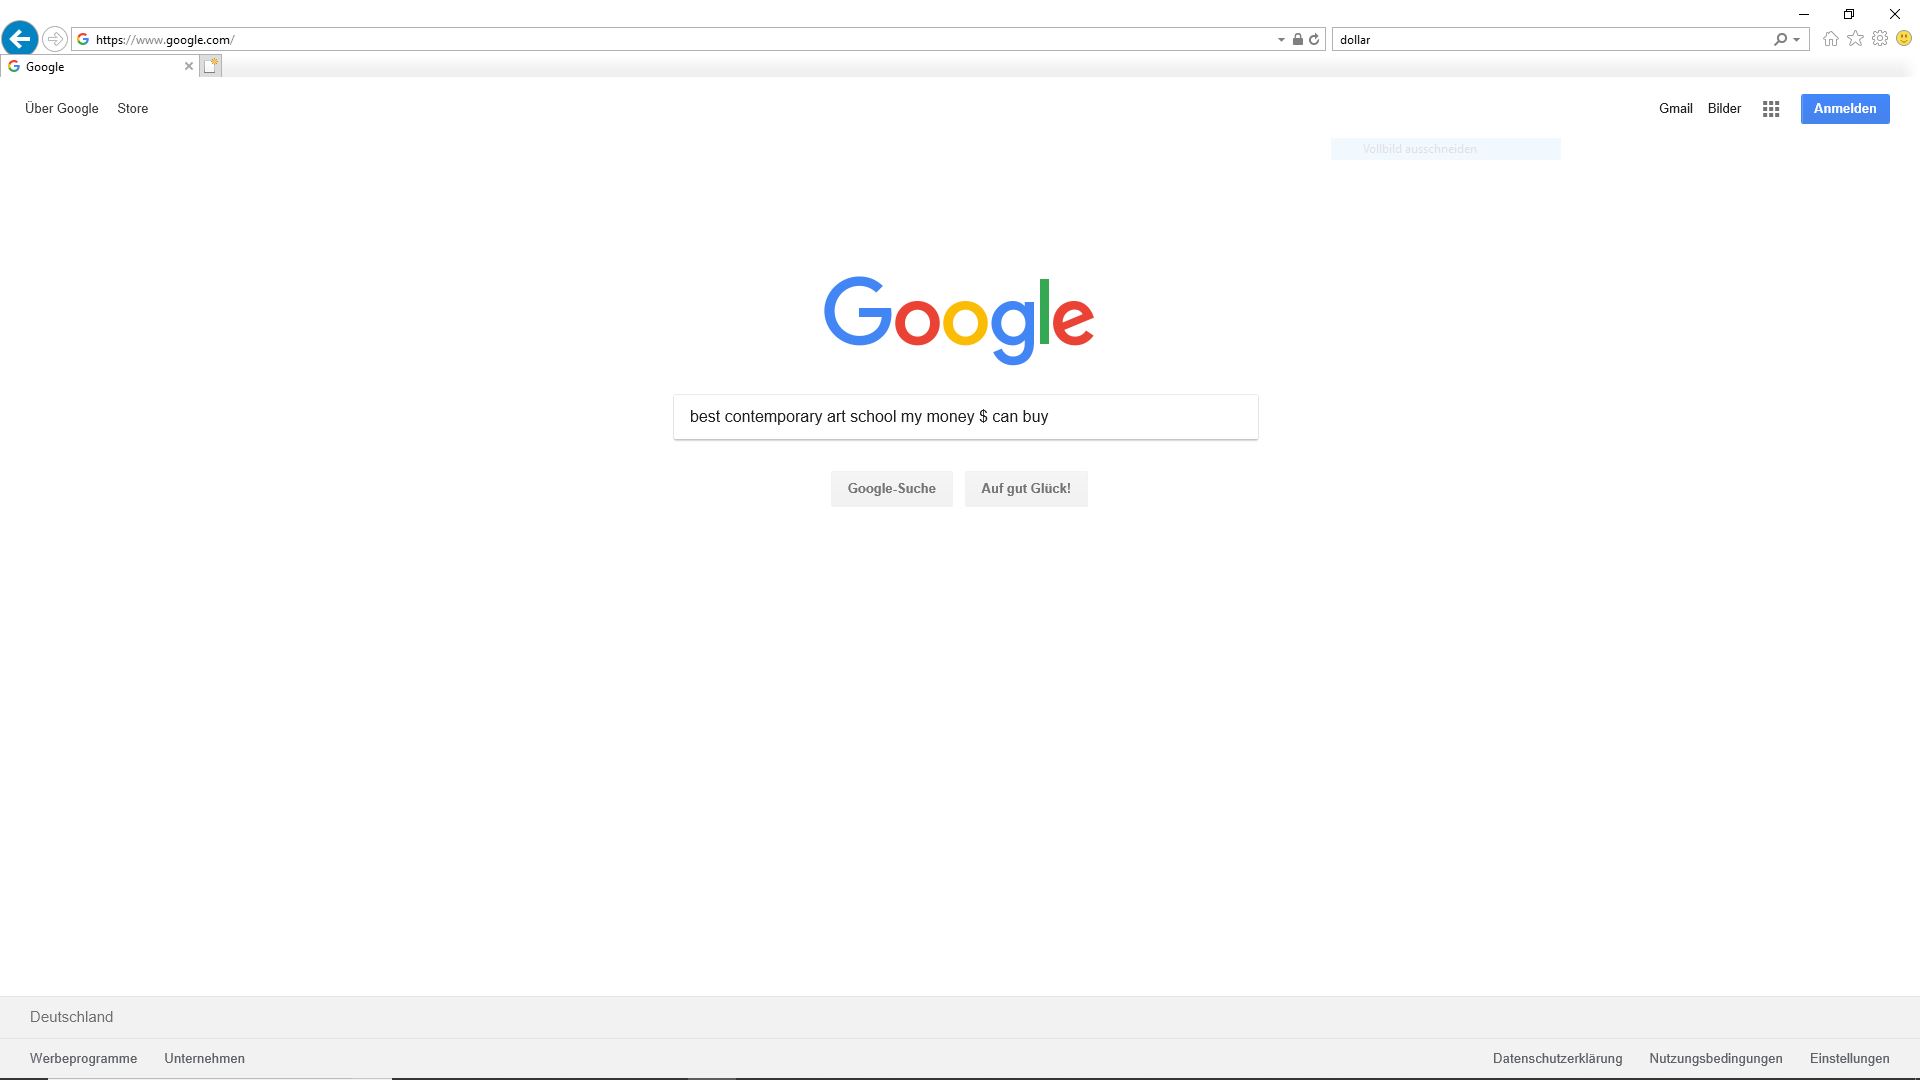 https://www.google.com/
dollar
Google
Über Google Store
Gmail Bilder Anmelden
Vollbild ausschneiden
Google
best contemporary art school my money $ can buy
Google-Suche Auf gut Glück!
Deutschland
Werbeprogramme Unternehmen
Datenschutzerklärung Nutzungsbedingungen Einstellungen